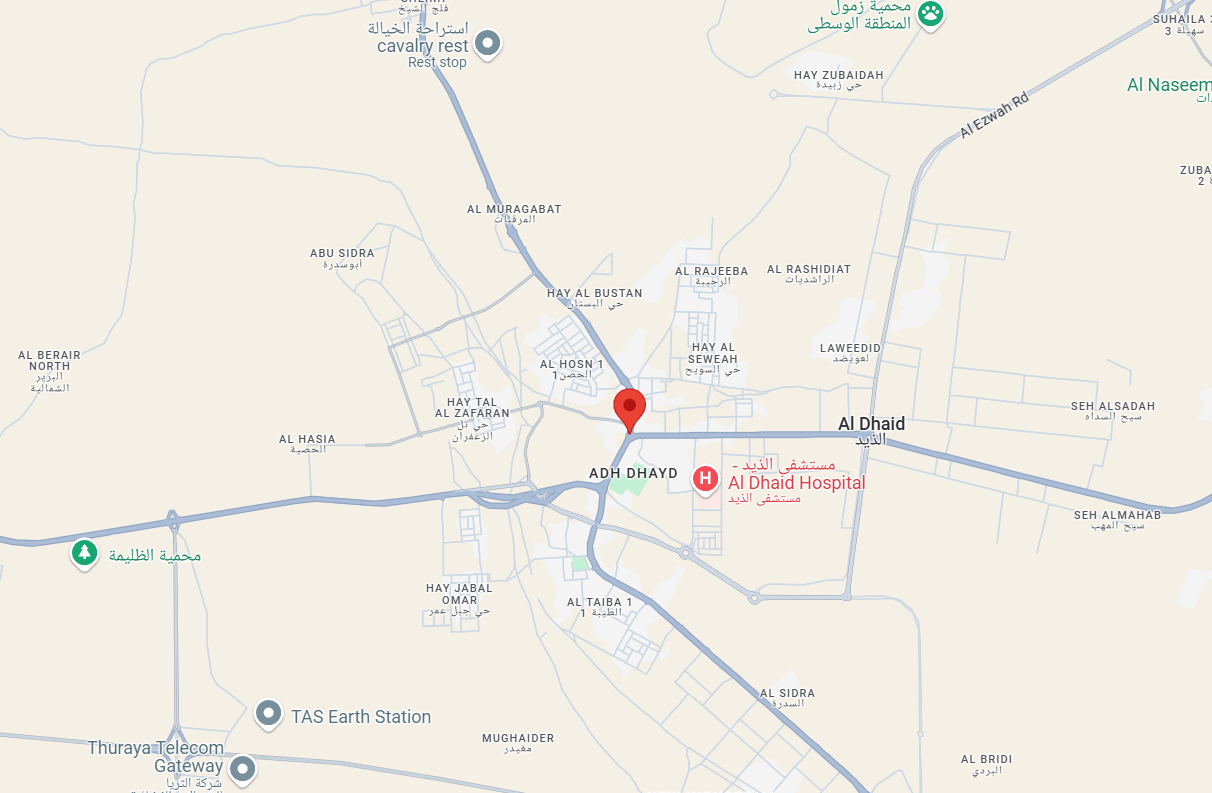 فلج الشيخ
استراحة الخيالة
cavalry rest
Rest stop
محمية زمول
المنطقة الوسطى
SUHAILA 3
سهيلة 3
HAY ZUBAIDAH
حي زبيدة
Al Naseem
Al Ezwah Rd
ZUBA
2
AL MURAGABAT
المرقبات
ABU SIDRA
أبوسدرة
AL RAJEEBA
الرجيبة
AL RASHIDIAT
الراشديات
HAY AL BUSTAN
حي البستان
AL BERAIR
NORTH
البرير
الشمالية
AL HOSN 1
الحصن1
HAY AL
SEWEAH
حي السويح
LAWEEDID
لعويضد
HAY TAL
AL ZAFARAN
حي تل
الزعفران
SEH ALSADAH
سيح السداه
AL HASIA
الحصية
Al Dhaid
الذيد
ADH DHAYD
مستشفى الذيد -
Al Dhaid Hospital
مستشفى الذيد
SEH ALMAHAB
سيح المهب
محمية الظليمة
HAY JABAL
OMAR
حي جبل عمر
AL TAIBA 1
الطيبة 1
AL SIDRA
السدرة
TAS Earth Station
MUGHAIDER
مغيدر
Thuraya Telecom
Gateway
شركة الثريا
AL BRIDI
البردي